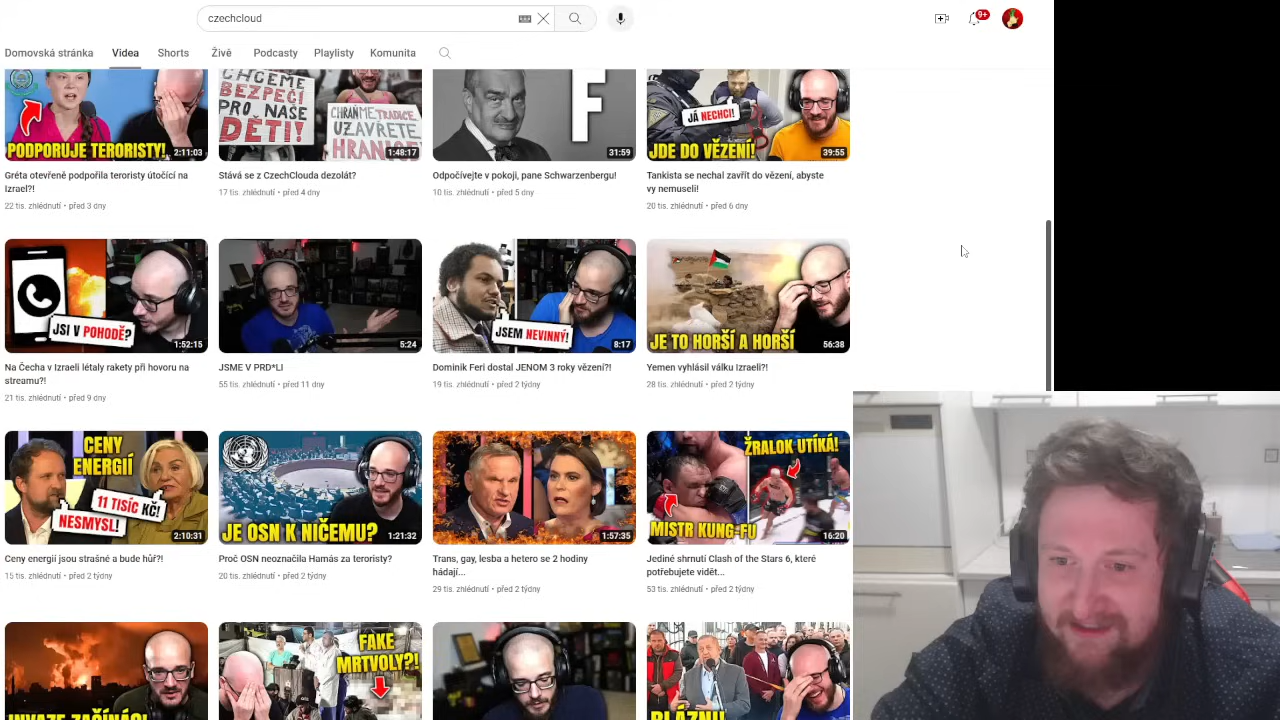 czechcloud
9+
Domovská stránka
Videa
Shorts
Živě
Podcasty
Playlisty
Komunita
PODPORUJE TERORISTY!
2:11:03
CHCEME
BEZPEČÍ
PRO NAŠE
DĚTI!
CHRAŇME TRADICE,
UZAVŘETE
HRANICE
1:48:17
F
31:59
JÁ NECHCI!
JDE DO VĚZENÍ!
39:55
Gréta otevřeně podpořila teroristy útočící na
Izrael?!
22 tis. zhlédnutí • před 3 dny
Stává se z CzechClouda dezolát?
17 tis. zhlédnutí • před 4 dny
Odpočívejte v pokoji, pane Schwarzenbergu!
10 tis. zhlédnutí • před 5 dny
Tankista se nechal zavřít do vězení, abyste
vy nemuseli!
20 tis. zhlédnutí • před 6 dny
JSI V POHODĚ?
1:52:15
5:24
JSEM NEVINNÝ!
8:17
JE TO HORŠÍ A HORŠÍ
56:38
Na Čecha v Izraeli létaly rakety při hovoru na
streamu?!
21 tis. zhlédnutí • před 9 dny
JSME V PRD*LI
55 tis. zhlédnutí • před 11 dny
Dominik Feri dostal JENOM 3 roky vězení?!
19 tis. zhlédnutí • před 2 týdny
Yemen vyhlásil válku Izraeli?!
28 tis. zhlédnutí • před 2 týdny
CENY
ENERGIÍ
11 TISÍC KČ!
NESMYSL!
2:10:31
JE OSN K NIČEMU?
1:21:32
1:57:35
ŽRALOK UTÍKÁ!
MISTR KUNG-FU
16:20
Ceny energií jsou strašné a bude hůř?!
15 tis. zhlédnutí • před 2 týdny
Proč OSN neoznačila Hamás za teroristy?
20 tis. zhlédnutí • před 2 týdny
Trans, gay, lesba a hetero se 2 hodiny
hádají...
29 tis. zhlédnutí • před 2 týdny
Jediné shrnutí Clash of the Stars 6, které
potřebujete vidět...
53 tis. zhlédnutí • před 2 týdny
INVAZE ZAČÍNÁ?!
FAKE
MRTVOLY?!
BLÁZNU